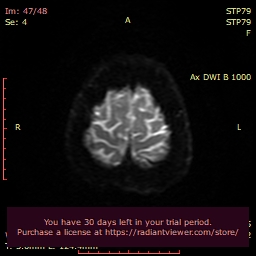 Im: 47/48
Se: 4
A
STP79
STP79
F
Ax DWI B 1000
R
L
You have 30 days left in your trial period.
Purchase a license at https://radiantviewer.com/store/